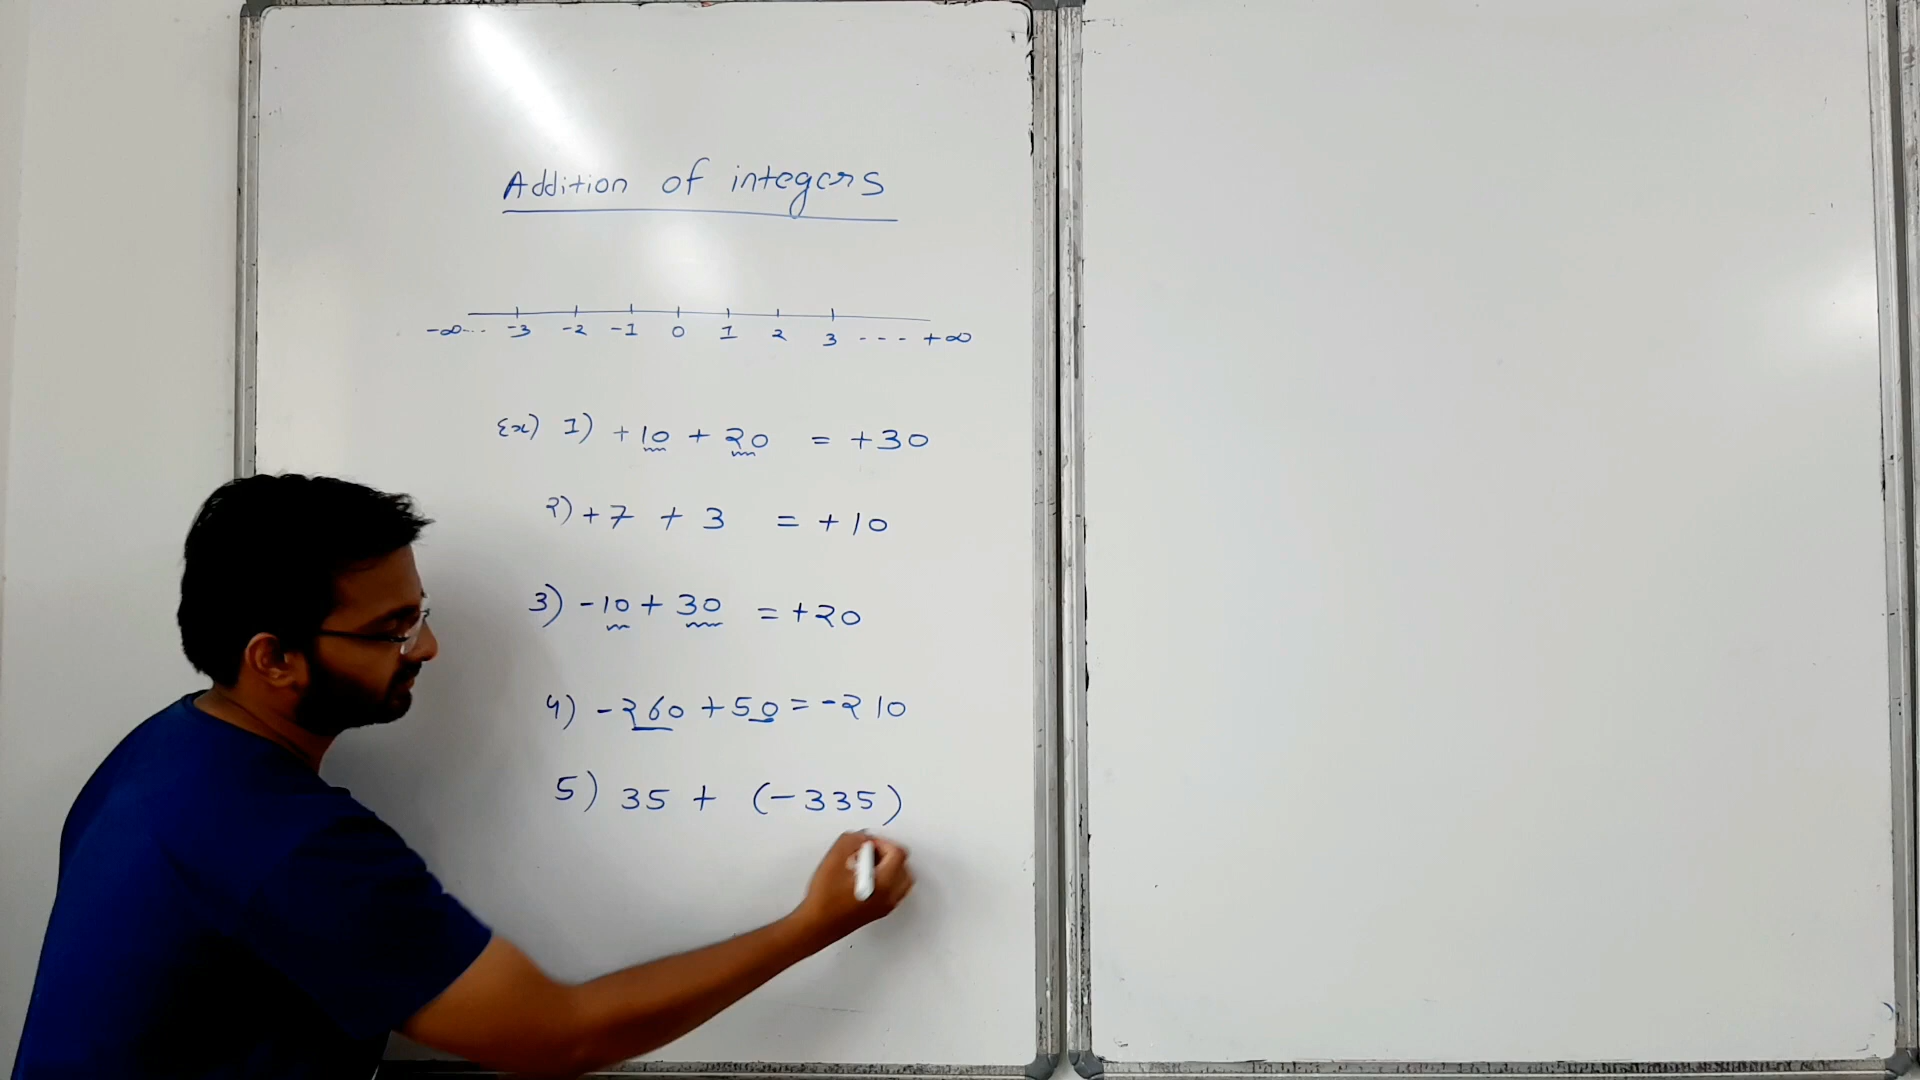 Addition of integers
-∞... -3 -2 -1 0 1 2 3 ---- +∞
Ex) 1) +10 + 20 = +30
2) +7 + 3 = +10
3) -10 + 30 = +20
4) -260 + 50 = -210
5) 35 + (-335)